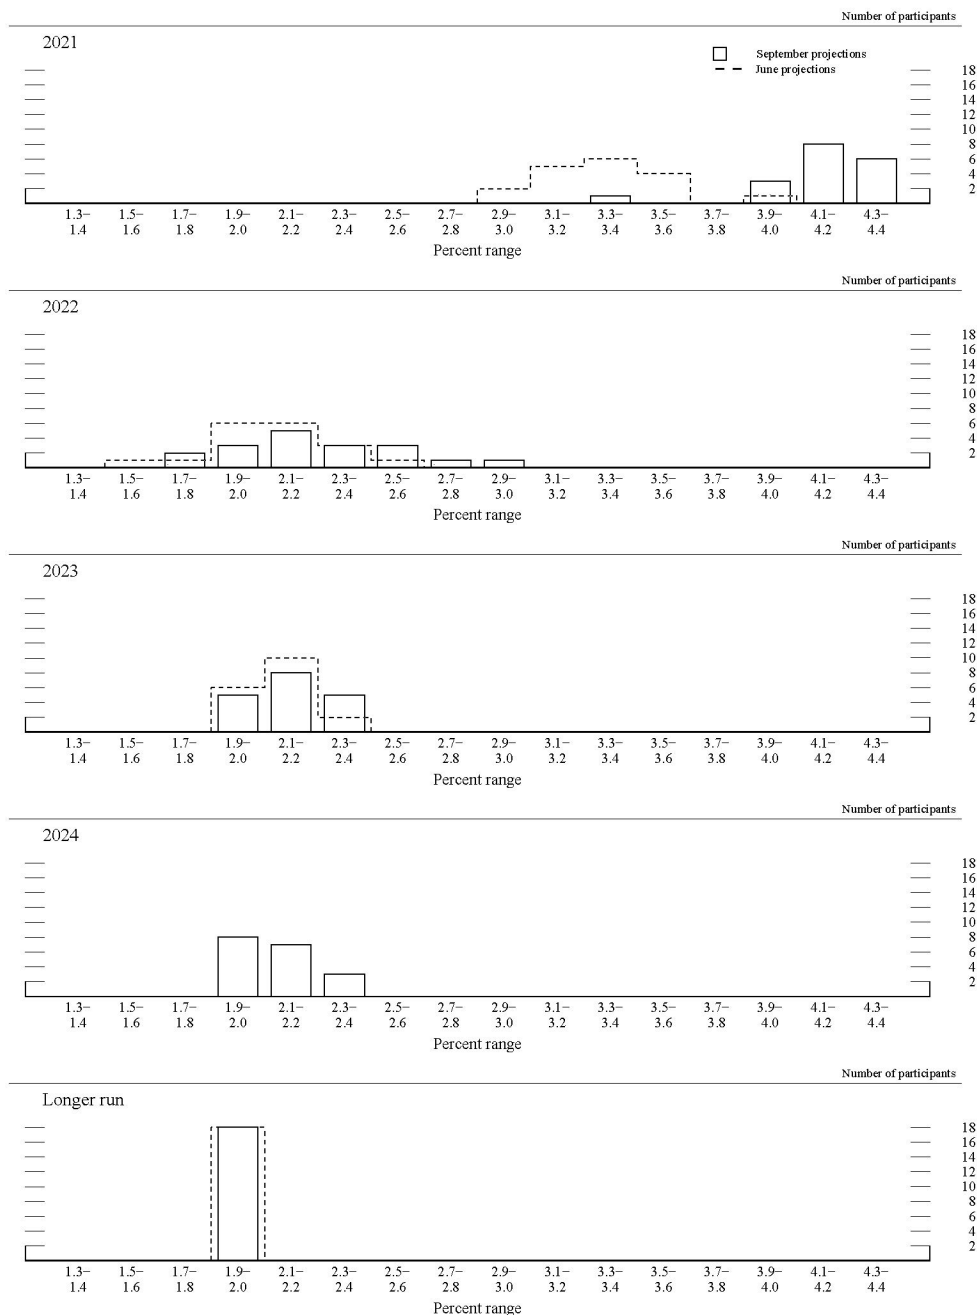 Number of participants
2021
September projections
June projections
18
16
14
12
10
8
6
4
2
1.3– 1.5– 1.7– 1.9– 2.1– 2.3– 2.5– 2.7– 2.9– 3.1– 3.3– 3.5– 3.7– 3.9– 4.1– 4.3–
1.4 1.6 1.8 2.0 2.2 2.4 2.6 2.8 3.0 3.2 3.4 3.6 3.8 4.0 4.2 4.4
Percent range
Number of participants
2022
18
16
14
12
10
8
6
4
2
1.3– 1.5– 1.7– 1.9– 2.1– 2.3– 2.5– 2.7– 2.9– 3.1– 3.3– 3.5– 3.7– 3.9– 4.1– 4.3–
1.4 1.6 1.8 2.0 2.2 2.4 2.6 2.8 3.0 3.2 3.4 3.6 3.8 4.0 4.2 4.4
Percent range
Number of participants
2023
18
16
14
12
10
8
6
4
2
1.3– 1.5– 1.7– 1.9– 2.1– 2.3– 2.5– 2.7– 2.9– 3.1– 3.3– 3.5– 3.7– 3.9– 4.1– 4.3–
1.4 1.6 1.8 2.0 2.2 2.4 2.6 2.8 3.0 3.2 3.4 3.6 3.8 4.0 4.2 4.4
Percent range
Number of participants
2024
18
16
14
12
10
8
6
4
2
1.3– 1.5– 1.7– 1.9– 2.1– 2.3– 2.5– 2.7– 2.9– 3.1– 3.3– 3.5– 3.7– 3.9– 4.1– 4.3–
1.4 1.6 1.8 2.0 2.2 2.4 2.6 2.8 3.0 3.2 3.4 3.6 3.8 4.0 4.2 4.4
Percent range
Number of participants
Longer run
18
16
14
12
10
8
6
4
2
1.3– 1.5– 1.7– 1.9– 2.1– 2.3– 2.5– 2.7– 2.9– 3.1– 3.3– 3.5– 3.7– 3.9– 4.1– 4.3–
1.4 1.6 1.8 2.0 2.2 2.4 2.6 2.8 3.0 3.2 3.4 3.6 3.8 4.0 4.2 4.4
Percent range